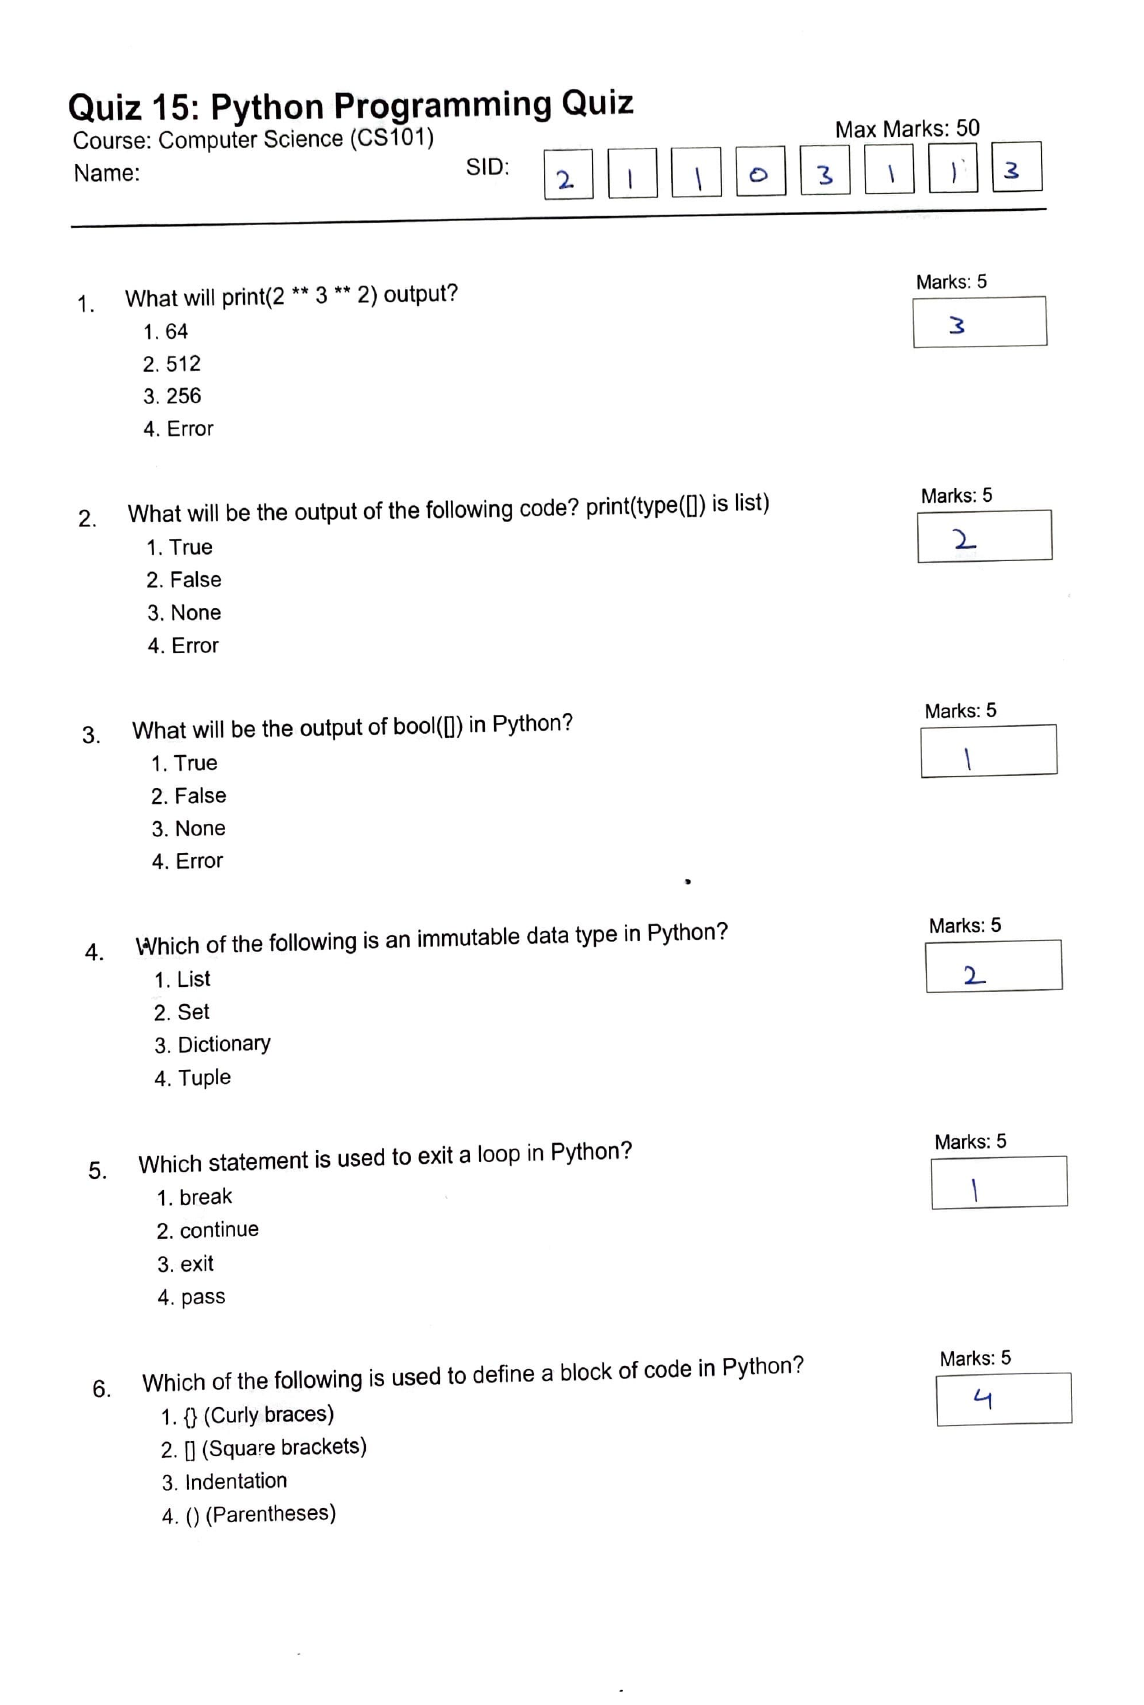 Quiz 15: Python Programming Quiz
Course: Computer Science (CS101)
Max Marks: 50
Name:
SID: 2 1 1 0 3 1 1 3
1. What will print(2 ** 3 ** 2) output?
Marks: 5
3
1. 64
2. 512
3. 256
4. Error
2. What will be the output of the following code? print(type([]) is list)
Marks: 5
2
1. True
2. False
3. None
4. Error
3. What will be the output of bool([]) in Python?
Marks: 5
1
1. True
2. False
3. None
4. Error
4. Which of the following is an immutable data type in Python?
Marks: 5
2
1. List
2. Set
3. Dictionary
4. Tuple
5. Which statement is used to exit a loop in Python?
Marks: 5
1
1. break
2. continue
3. exit
4. pass
6. Which of the following is used to define a block of code in Python?
Marks: 5
4
1. {} (Curly braces)
2. [] (Square brackets)
3. Indentation
4. () (Parentheses)